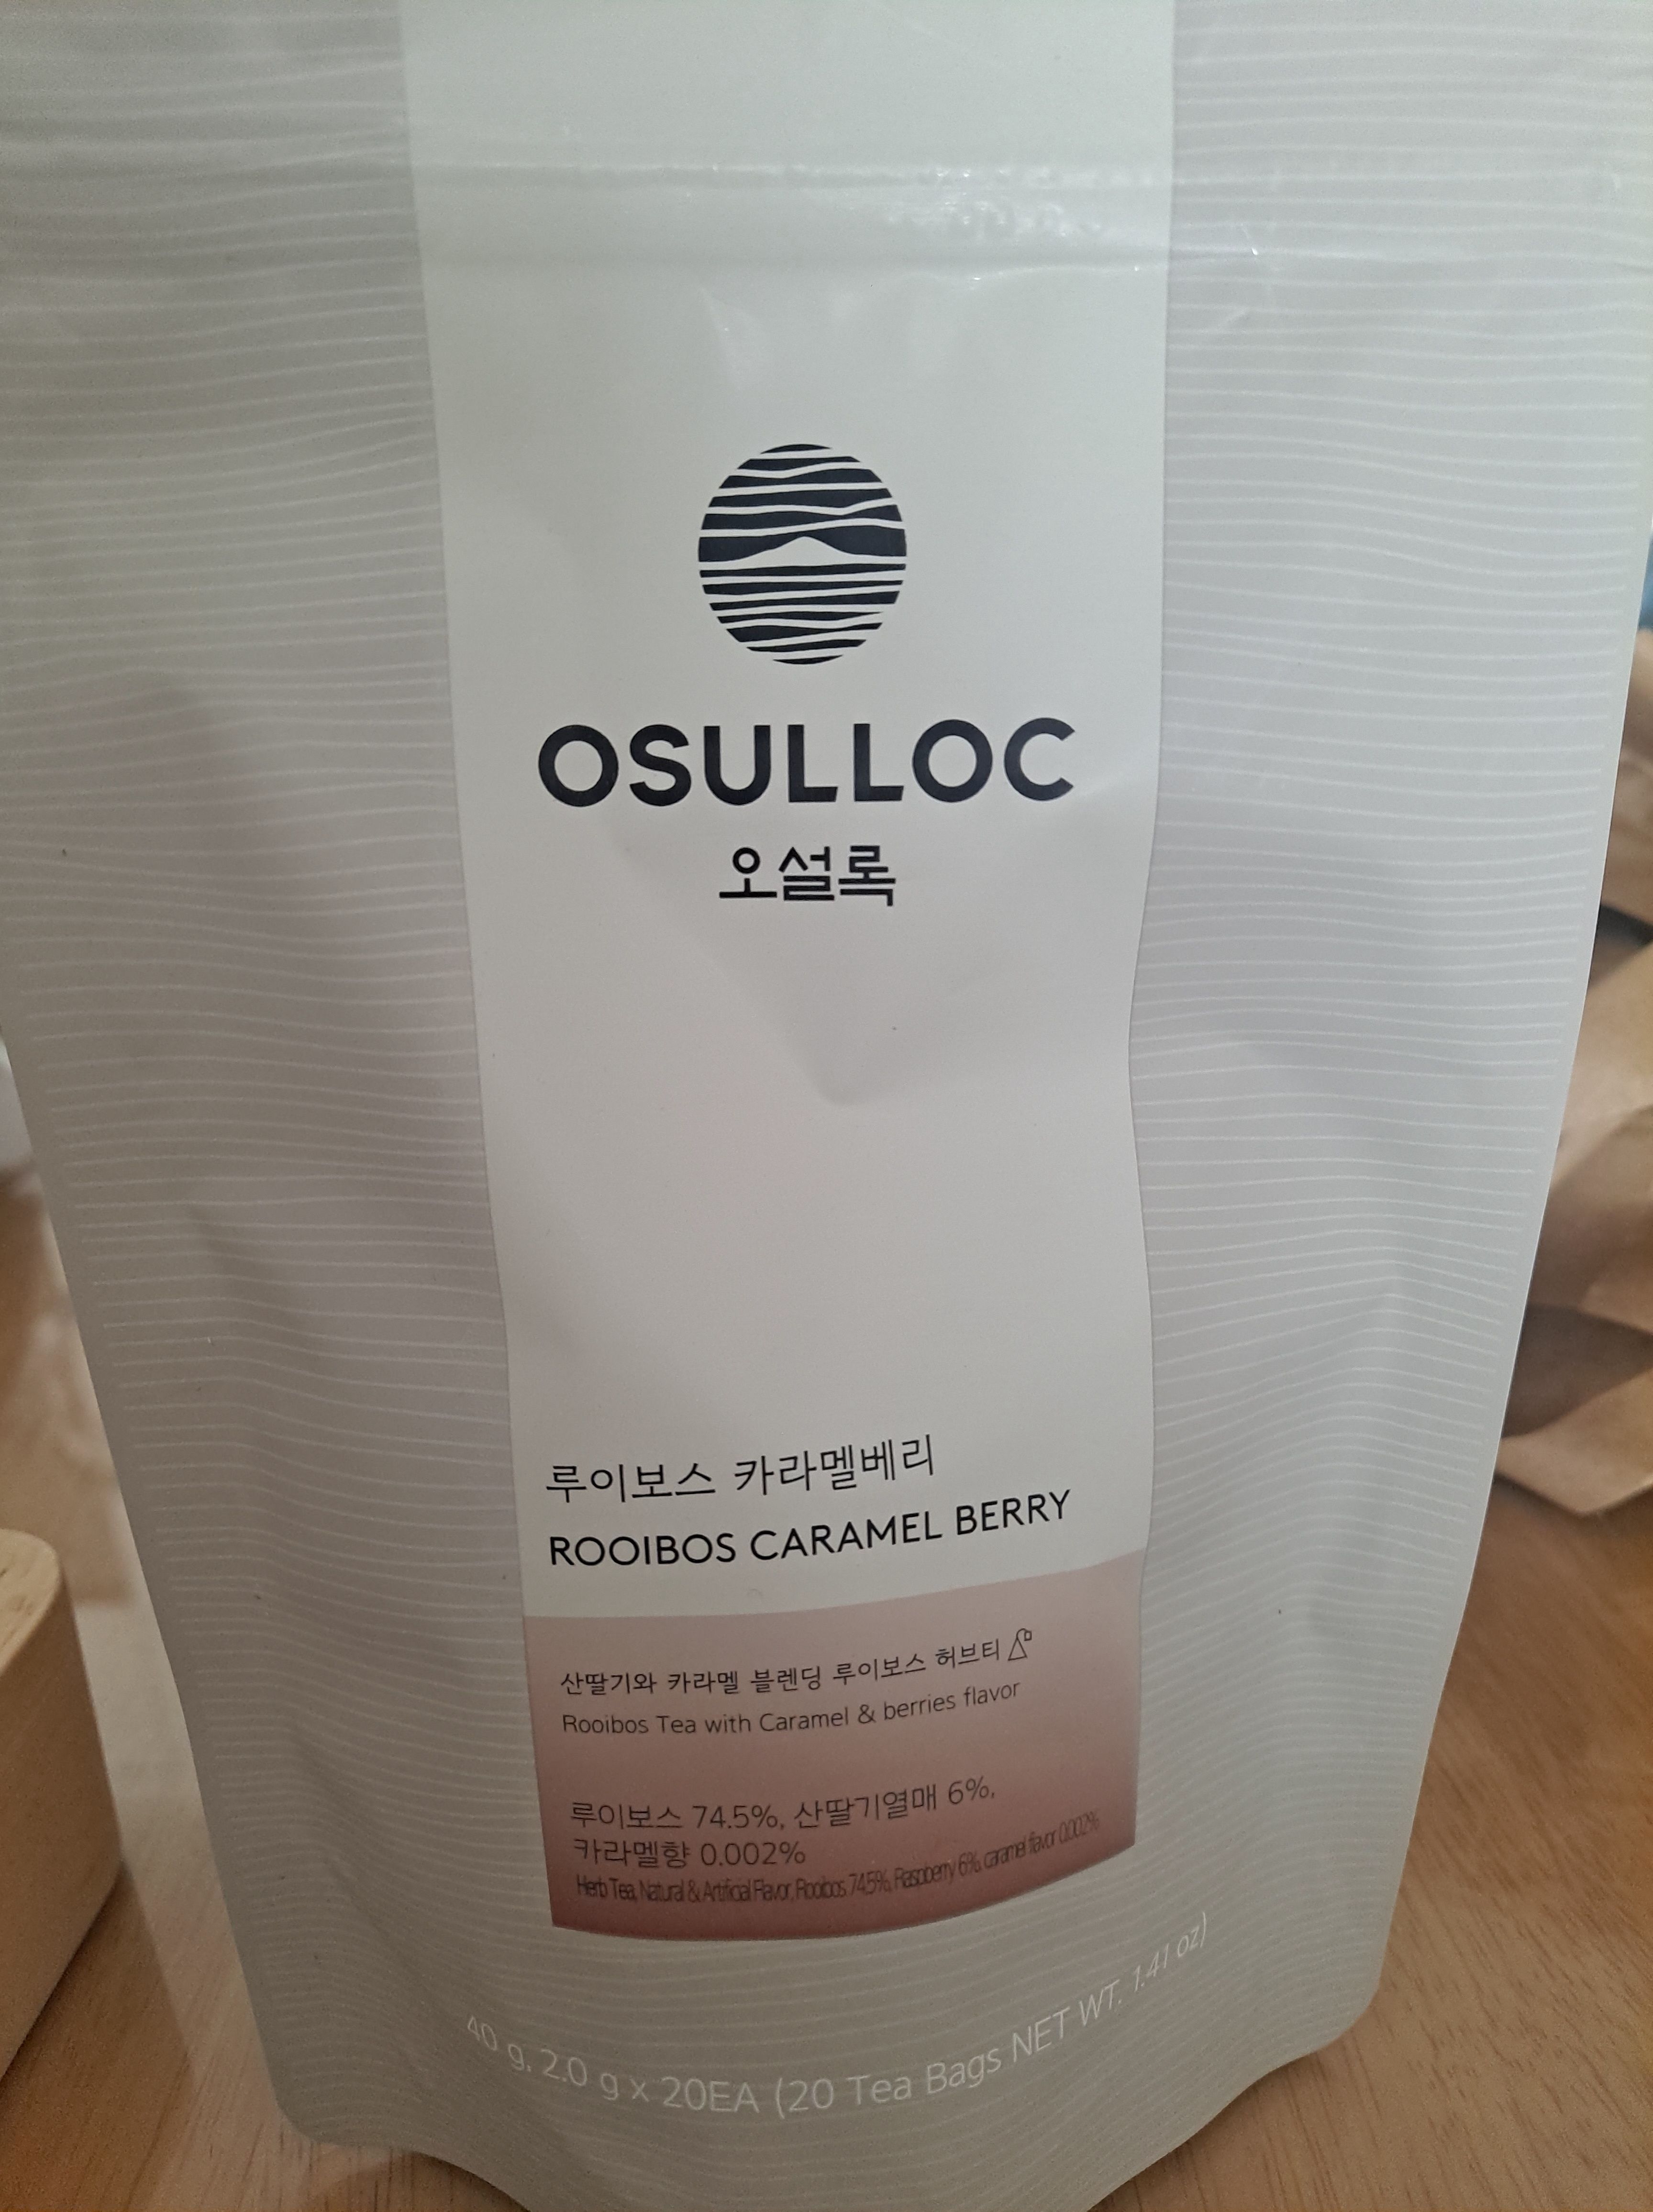 OSULLOC
오설록
루이보스 카라멜베리
ROOIBOS CARAMEL BERRY
산딸기와 카라멜 블렌딩 루이보스 허브티
Rooibos Tea with Caramel & berries flavor
루이보스 74.5%, 산딸기열매 6%,
카라멜향 0.002%
Herb Tea, Natural & Artificial Flavor, Rooibos 74.5%, Raspberry 6%, caramel flavor 0.002%
40 g, 2.0 g x 20EA (20 Tea Bags NET WT. 1.41 oz)